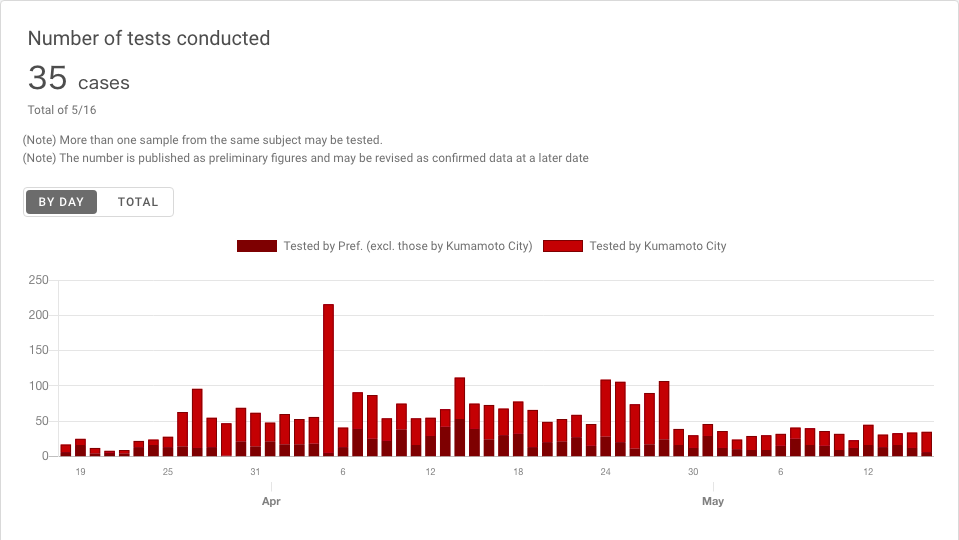 Number of tests conducted
35 cases
Total of 5/16
(Note) More than one sample from the same subject may be tested.
(Note) The number is published as preliminary figures and may be revised as confirmed data at a later date
BY DAY TOTAL
Tested by Pref. (excl. those by Kumamoto City) Tested by Kumamoto City
250
200
150
100
50
0
19 25 31 6 12 18 24 30 6 12
Apr May